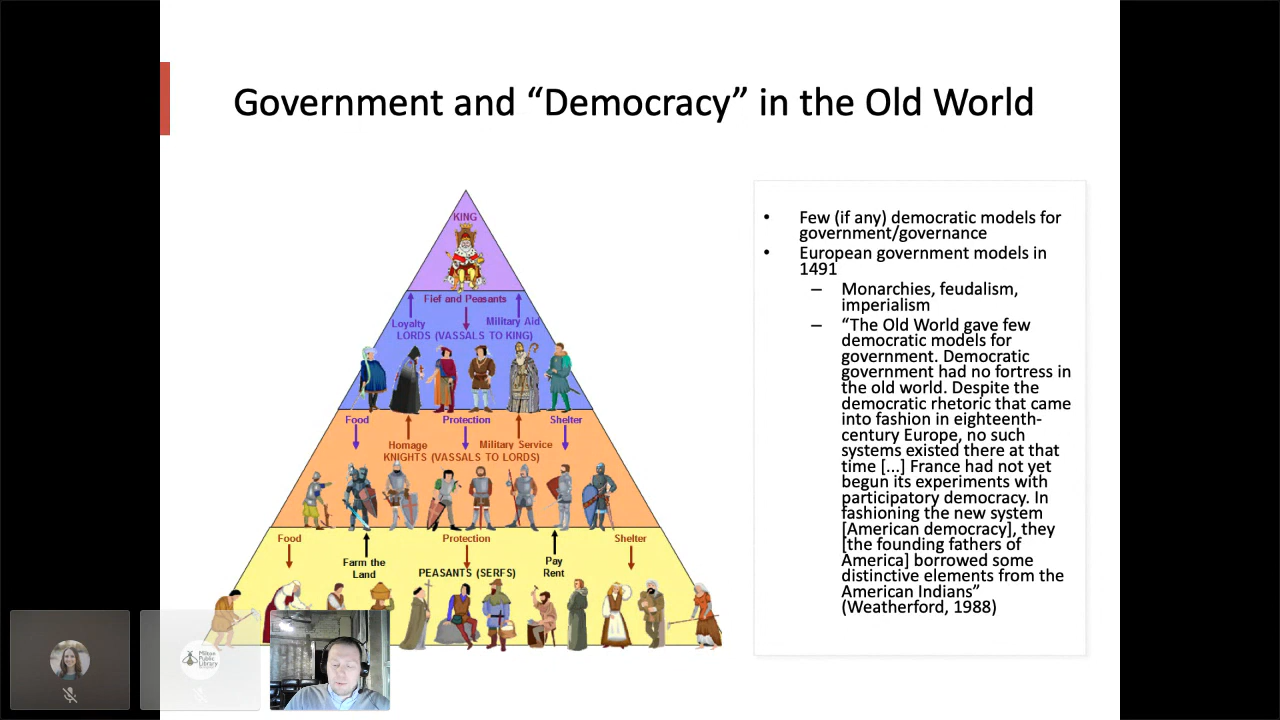 Government and “Democracy” in the Old World
KING
Fief and Peasants
Loyalty
Military Aid
LORDS (VASSALS TO KING)
Food
Protection
Shelter
Homage
Military Service
KNIGHTS (VASSALS TO LORDS)
Food
Protection
Shelter
Farm the
Land
Pay
Rent
PEASANTS (SERFS)
• Few (if any) democratic models for
government/governance
• European government models in
1491
– Monarchies, feudalism,
imperialism
– “The Old World gave few
democratic models for
government. Democratic
government had no fortress in
the old world. Despite the
democratic rhetoric that came
into fashion in eighteenth-
century Europe, no such
systems existed there at that
time [...] France had not yet
begun its experiments with
participatory democracy. In
fashioning the new system
[American democracy], they
[the founding fathers of
America] borrowed some
distinctive elements from the
American Indians”
(Weatherford, 1988)
Milton
Public
Library